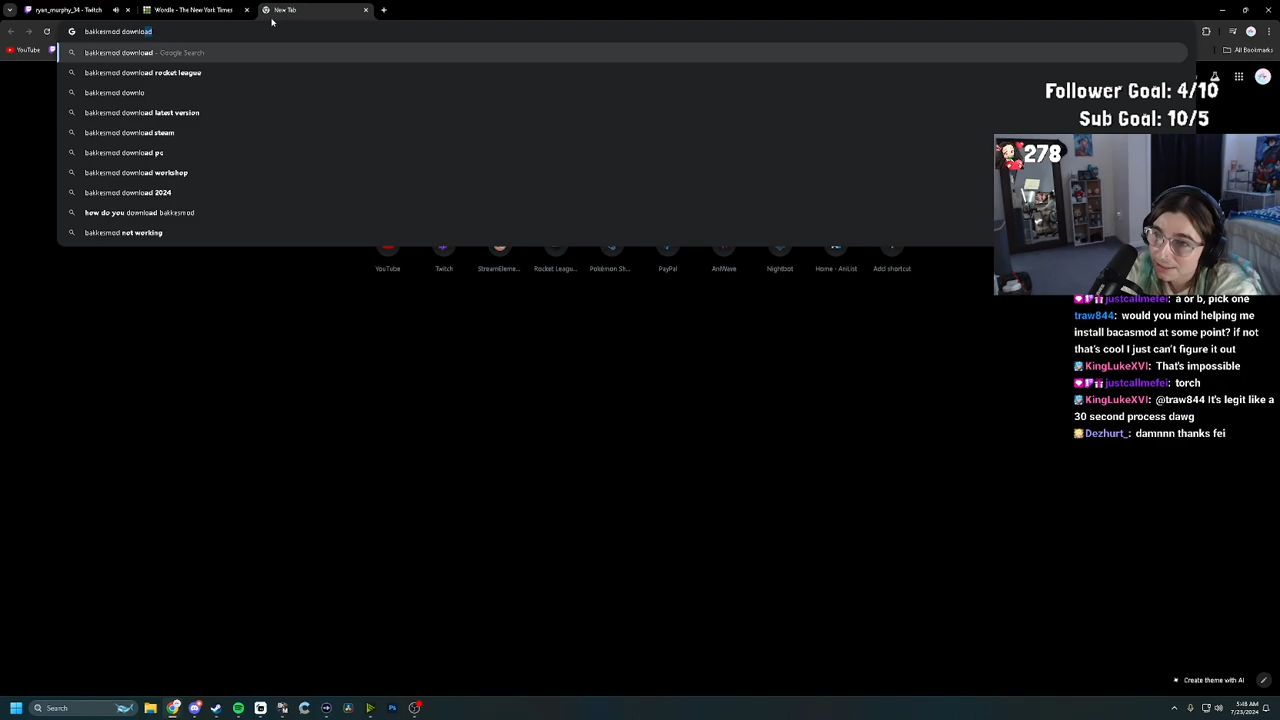 ryan_murphy_34 - Twitch
Wordle - The New York Times
New Tab
bakkesmod download
YouTube
All Bookmarks
bakkesmod download - Google Search
bakkesmod download rocket league
bakkesmod downlo
bakkesmod download latest version
bakkesmod download steam
bakkesmod download pc
bakkesmod download workshop
bakkesmod download 2024
how do you download bakkesmod
bakkesmod not working
Follower Goal: 4/10
Sub Goal: 10/5
278
YouTube
Twitch
StreamEleme...
Rocket Leagu...
Pokémon Sh...
PayPal
AniWave
Nightbot
Home · AniList
Add shortcut
justcallmefei: a or b, pick one
traw844: would you mind helping me
install bacasmod at some point? if not
that's cool I just can't figure it out
KingLukeXVI: That's impossible
justcallmefei: torch
KingLukeXVI: @traw844 It's legit like a
30 second process dawg
Dezhurt_: damnnn thanks fei
Create theme with AI
Search
5:48 AM
7/23/2024